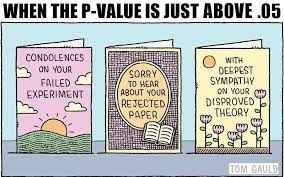 WHEN THE P-VALUE IS JUST ABOVE .05
CONDOLENCES
ON YOUR
FAILED
EXPERIMENT
SORRY
TO HEAR
ABOUT YOUR
REJECTED
PAPER
WITH
DEEPEST
SYMPATHY
ON YOUR
DISPROVED
THEORY
TOM GAULD